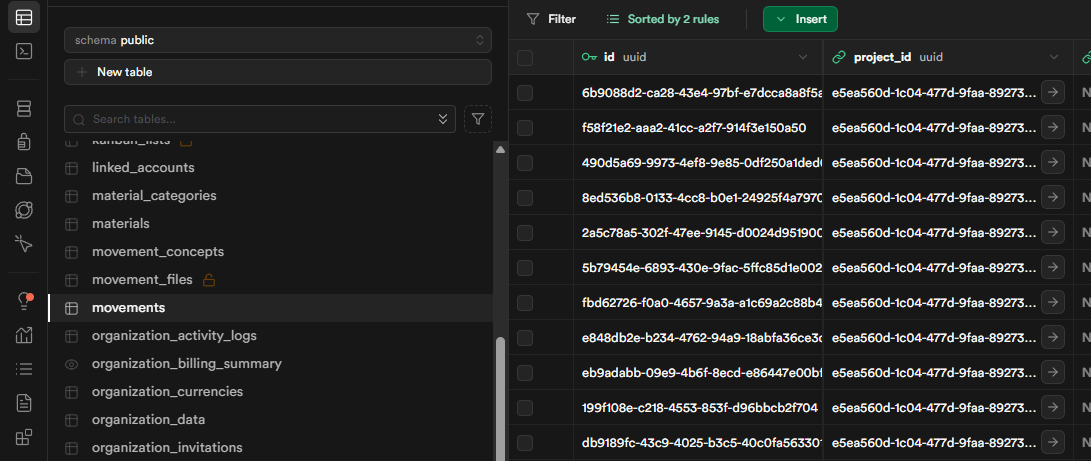 schema public
New table
Search tables...
kanban_lists
linked_accounts
material_categories
materials
movement_concepts
movement_files
movements
organization_activity_logs
organization_billing_summary
organization_currencies
organization_data
organization_invitations
Filter
Sorted by 2 rules
Insert
id uuid
project_id uuid
6b9088d2-ca28-43e4-97bf-e7dcca8a8f5a e5ea560d-1c04-477d-9faa-89273...
f58f21e2-aaa2-41cc-a2f7-914f3e150a50 e5ea560d-1c04-477d-9faa-89273...
490d5a69-9973-4ef8-9e85-0df250a1ded e5ea560d-1c04-477d-9faa-89273...
8ed536b8-0133-4cc8-b0e1-24925f4a7970 e5ea560d-1c04-477d-9faa-89273...
2a5c78a5-302f-47ee-9145-d0024d951900 e5ea560d-1c04-477d-9faa-89273...
5b79454e-6893-430e-9fac-5ffc85d1e002 e5ea560d-1c04-477d-9faa-89273...
fbd62726-f0a0-4657-9a3a-a1c69a2c88b4 e5ea560d-1c04-477d-9faa-89273...
e848db2e-b234-4762-94a9-18abfa36ce3c e5ea560d-1c04-477d-9faa-89273...
eb9adabb-09e9-4b6f-8ecd-e86447e00bf e5ea560d-1c04-477d-9faa-89273...
199f108e-c218-4553-853f-d96bbcb2f704 e5ea560d-1c04-477d-9faa-89273...
db9189fc-43c9-4025-b3c5-40c0fa56330 e5ea560d-1c04-477d-9faa-89273...